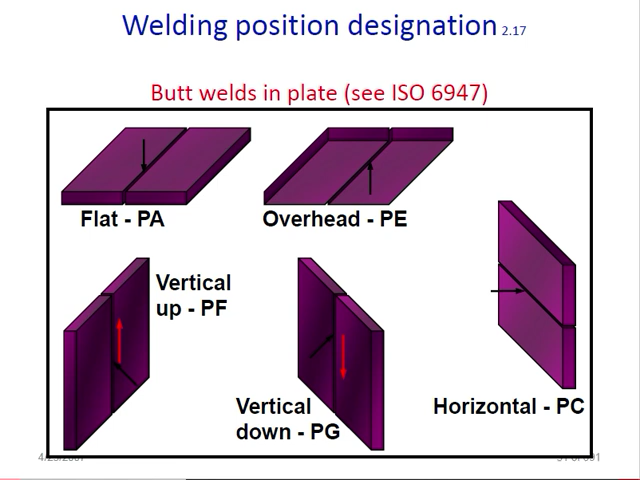 Welding position designation 2.17
Butt welds in plate (see ISO 6947)
Flat - PA
Overhead - PE
Vertical
up - PF
Vertical
down - PG
Horizontal - PC